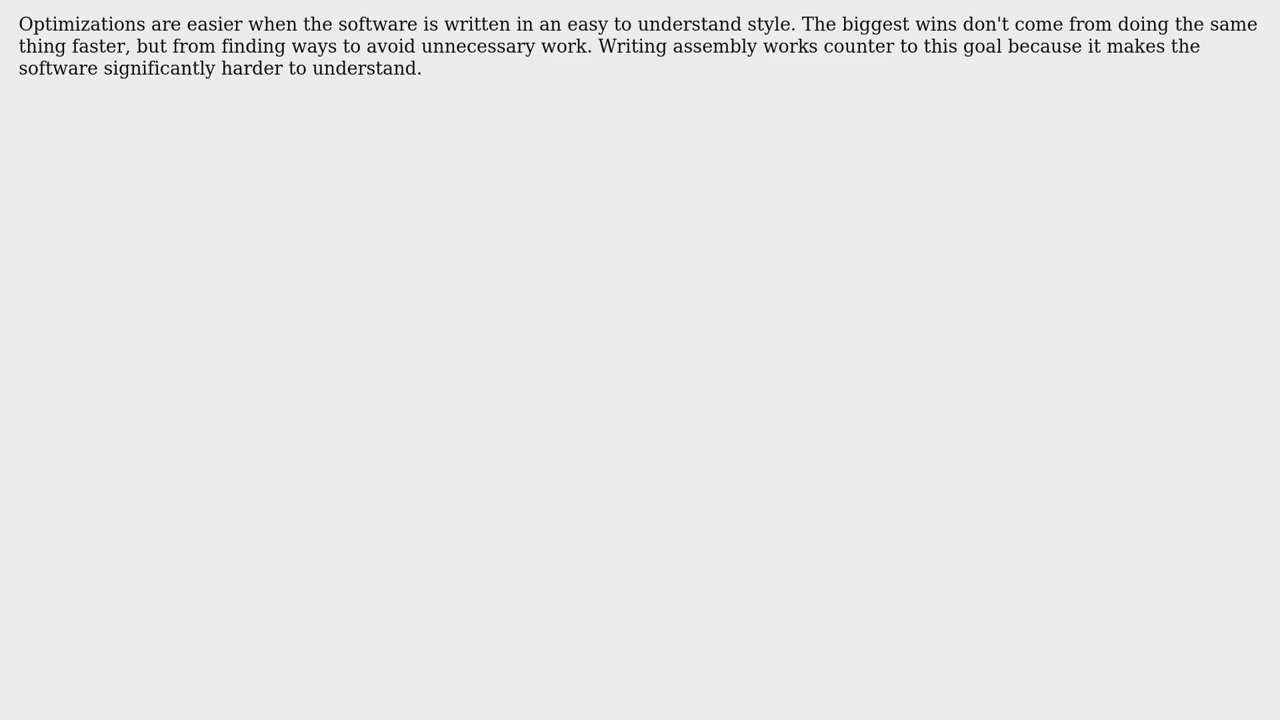 Optimizations are easier when the software is written in an easy to understand style. The biggest wins don't come from doing the same
thing faster, but from finding ways to avoid unnecessary work. Writing assembly works counter to this goal because it makes the
software significantly harder to understand.